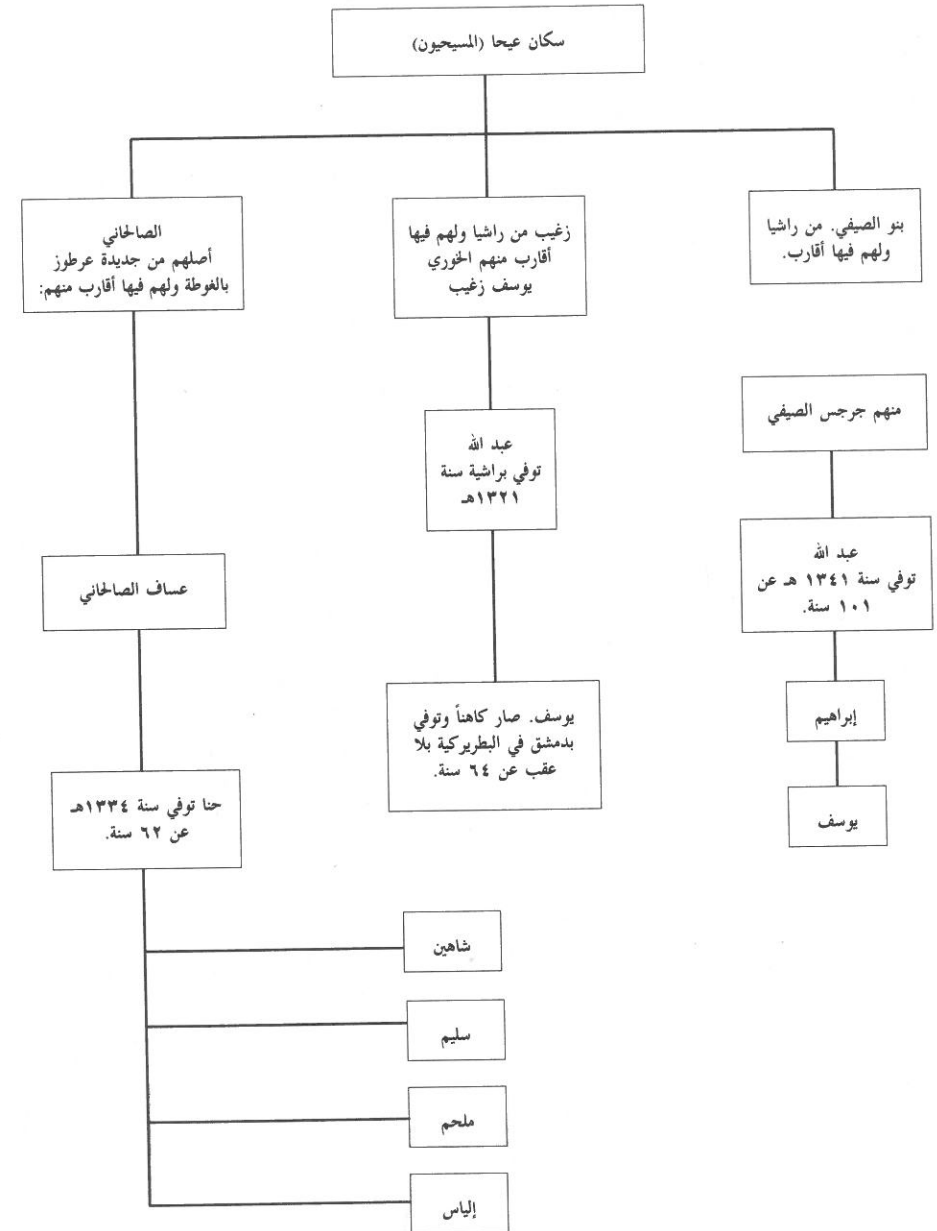 سكان عيحا (المسيحيون)
بنو الصيفي. من راشيا
ولهم فيها أقارب.
منهم جرجس الصيفي
عبد الله
توفي سنة ١٣٤١ هـ عن
١٠١ سنة.
إبراهيم
يوسف
زغيب من راشيا ولهم فيها
أقارب منهم الخوري
يوسف زغيب
عبد الله
توفي براشية سنة
١٣٢١هـ
يوسف. صار كاهناً وتوفي
بدمشق في البطريركية بلا
عقب عن ٦٤ سنة.
الصالحاني
أصلهم من جديدة عرطوز
بالغوطة ولهم فيها أقارب منهم:
عساف الصالحاني
حنا توفي سنة ١٣٣٤هـ
عن ٦٢ سنة.
شاهين
سليم
ملحم
إلياس